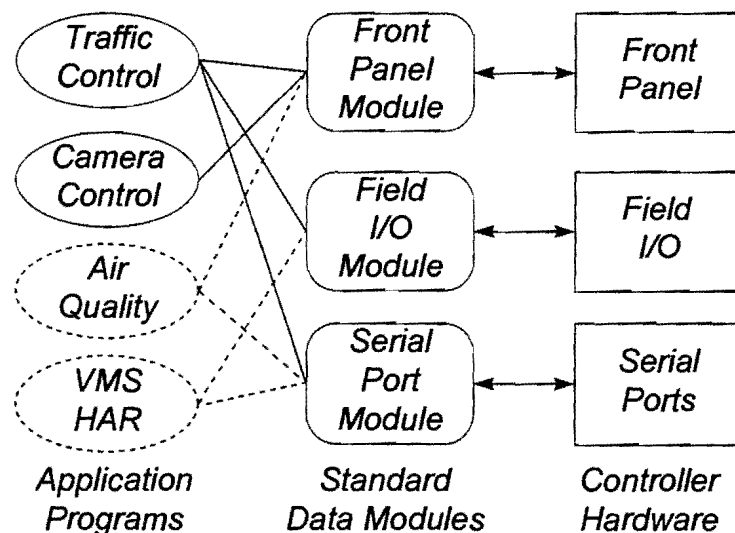 Traffic
Control
Front
Panel
Module
Front
Panel
Camera
Control
Field
I/O
Module
Field
I/O
Air
Quality
VMS
HAR
Serial
Port
Module
Serial
Ports
Application
Programs
Standard
Data Modules
Controller
Hardware